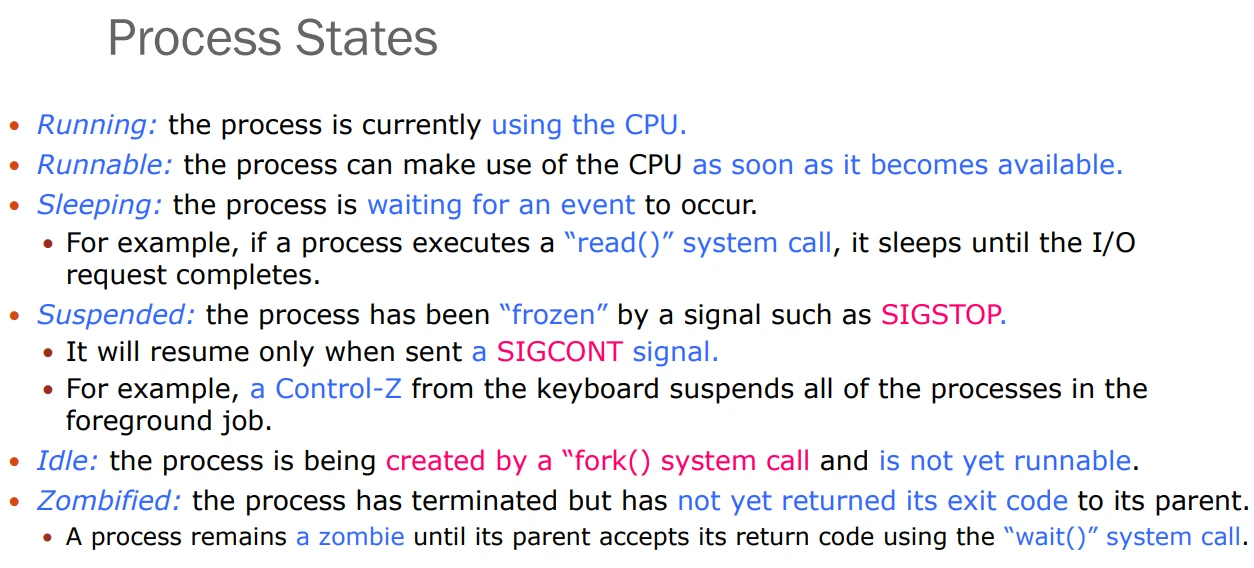 Process States
• Running: the process is currently using the CPU.
• Runnable: the process can make use of the CPU as soon as it becomes available.
• Sleeping: the process is waiting for an event to occur.
• For example, if a process executes a “read()” system call, it sleeps until the I/O
request completes.
• Suspended: the process has been “frozen” by a signal such as SIGSTOP.
• It will resume only when sent a SIGCONT signal.
• For example, a Control-Z from the keyboard suspends all of the processes in the
foreground job.
• Idle: the process is being created by a “fork() system call and is not yet runnable.
• Zombified: the process has terminated but has not yet returned its exit code to its parent.
• A process remains a zombie until its parent accepts its return code using the “wait()” system call.